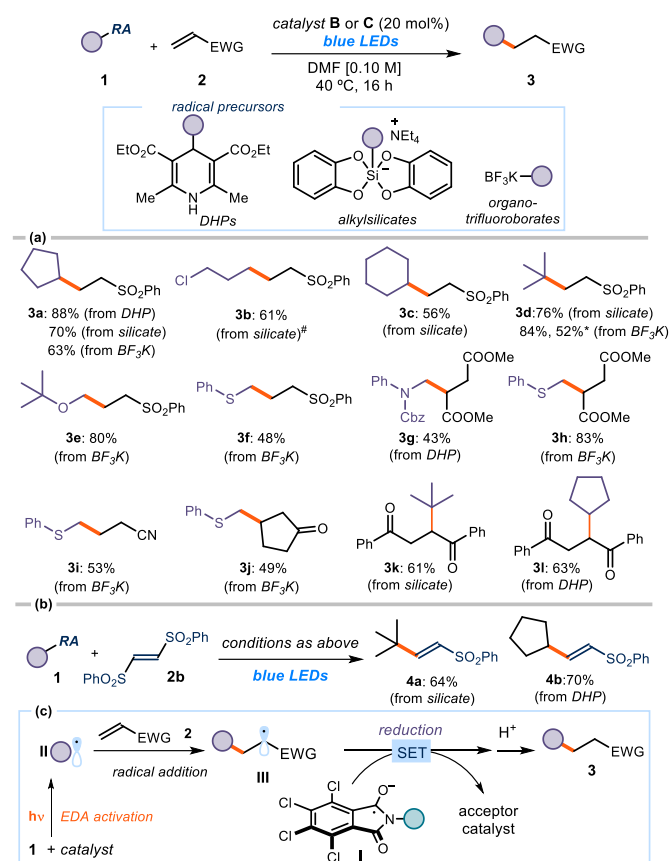 RA + EWG catalyst B or C (20 mol%) EWG
blue LEDs
1 2 DMF [0.10 M] 3
40 ºC, 16 h
radical precursors
EtO2C CO2Et
Me N Me
H
DHPs
+
NEt4
O O
Si −
O O
alkylsilicates
BF3K
organo-
trifluoroborates
(a)
SO2Ph
3a: 88% (from DHP)
70% (from silicate)
63% (from BF3K)
Cl SO2Ph
3b: 61%
(from silicate)#
SO2Ph
3c: 56%
(from silicate)
SO2Ph
3d:76% (from silicate)
84%, 52%* (from BF3K)
O SO2Ph
3e: 80%
(from BF3K)
Ph S SO2Ph
3f: 48%
(from BF3K)
COOMe
Ph N
Cbz COOMe
3g: 43%
(from DHP)
COOMe
Ph S
COOMe
3h: 83%
(from BF3K)
Ph S CN
3i: 53%
(from BF3K)
Ph S O
3j: 49%
(from BF3K)
O
Ph Ph
O
3k: 61%
(from silicate)
O
Ph Ph
O
3l: 63%
(from DHP)
(b)
RA + SO2Ph
PhO2S
1 2b
conditions as above
blue LEDs
SO2Ph
4a: 64%
(from silicate)
SO2Ph
4b:70%
(from DHP)
(c)
II
EWG 2
radical addition
EWG
III
reduction
SET
H+
EWG
3
hν EDA activation
1 + catalyst
Cl O−
Cl
N
Cl
Cl O
I
acceptor
catalyst